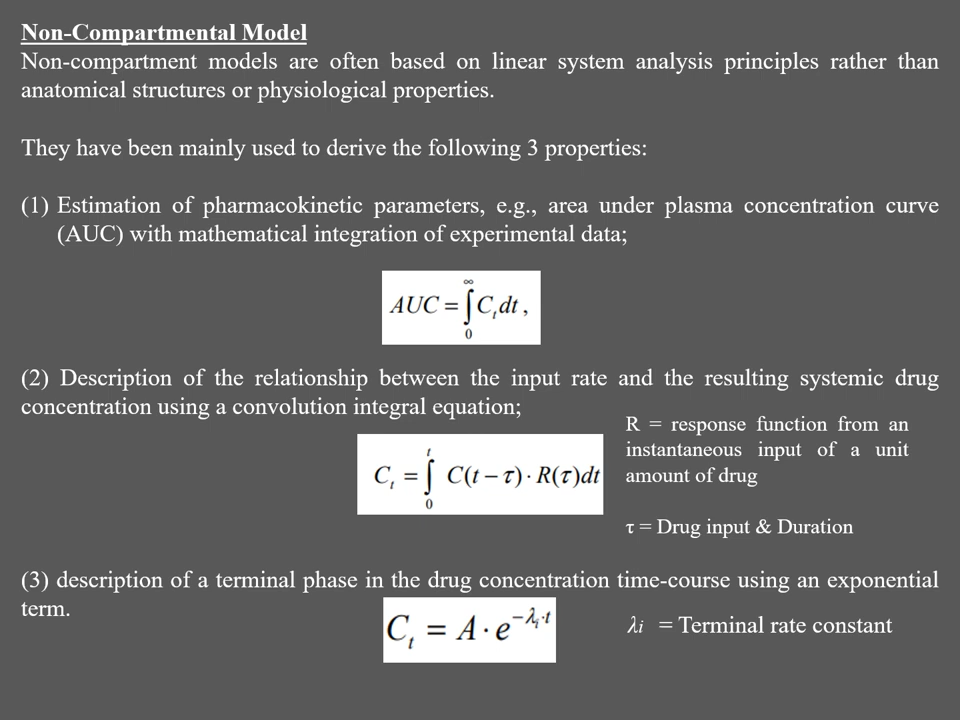 Non-Compartmental Model
Non-compartment models are often based on linear system analysis principles rather than
anatomical structures or physiological properties.
They have been mainly used to derive the following 3 properties:
(1) Estimation of pharmacokinetic parameters, e.g., area under plasma concentration curve
(AUC) with mathematical integration of experimental data;
AUC = ∫₀^∞ C_t dt ,
(2) Description of the relationship between the input rate and the resulting systemic drug
concentration using a convolution integral equation;
R = response function from an
instantaneous input of a unit
amount of drug
C_t = ∫₀^t C(t − τ) · R(τ)dt
τ = Drug input & Duration
(3) description of a terminal phase in the drug concentration time-course using an exponential
term.
C_t = A · e^(−λ_i·t)
λi = Terminal rate constant